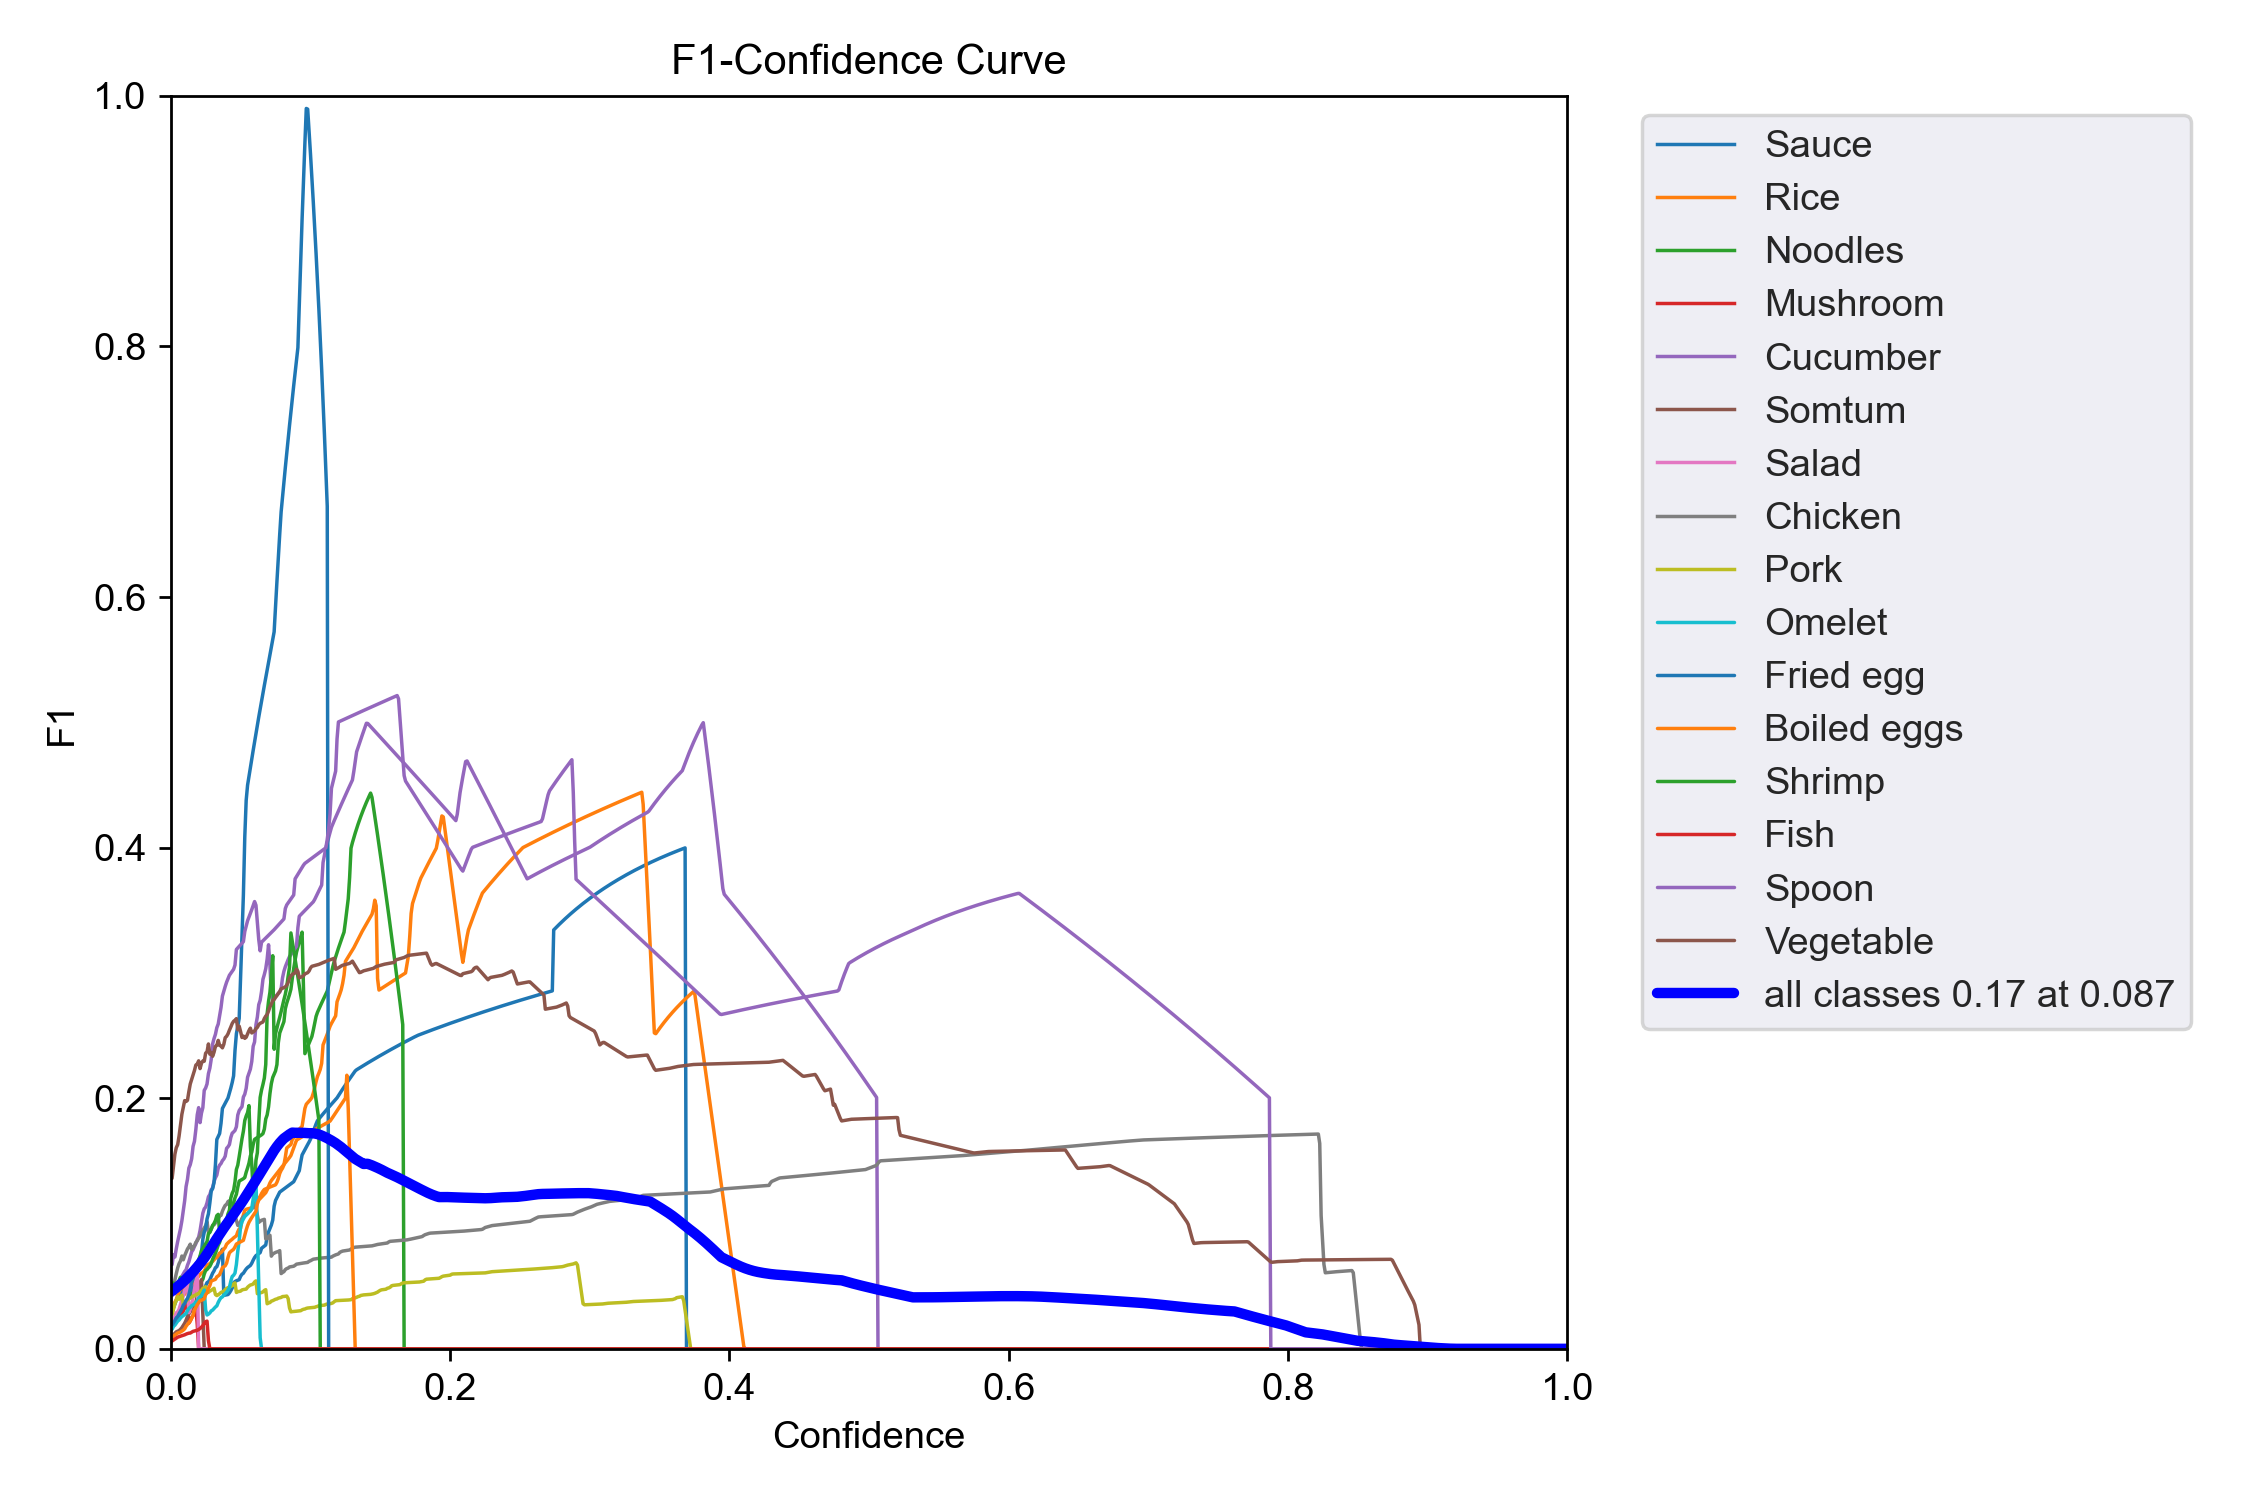 F1-Confidence Curve
1.0
0.8
0.6
0.4
0.2
0.0
F1
0.0 0.2 0.4 0.6 0.8 1.0
Confidence
Sauce
Rice
Noodles
Mushroom
Cucumber
Somtum
Salad
Chicken
Pork
Omelet
Fried egg
Boiled eggs
Shrimp
Fish
Spoon
Vegetable
all classes 0.17 at 0.087